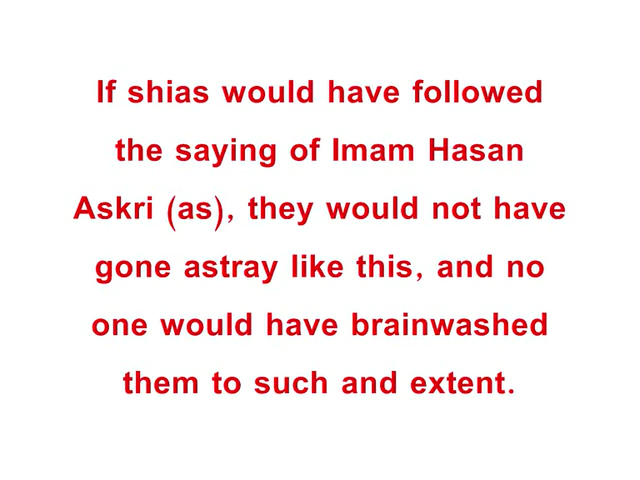 If shias would have followed
the saying of Imam Hasan
Askri (as), they would not have
gone astray like this, and no
one would have brainwashed
them to such and extent.